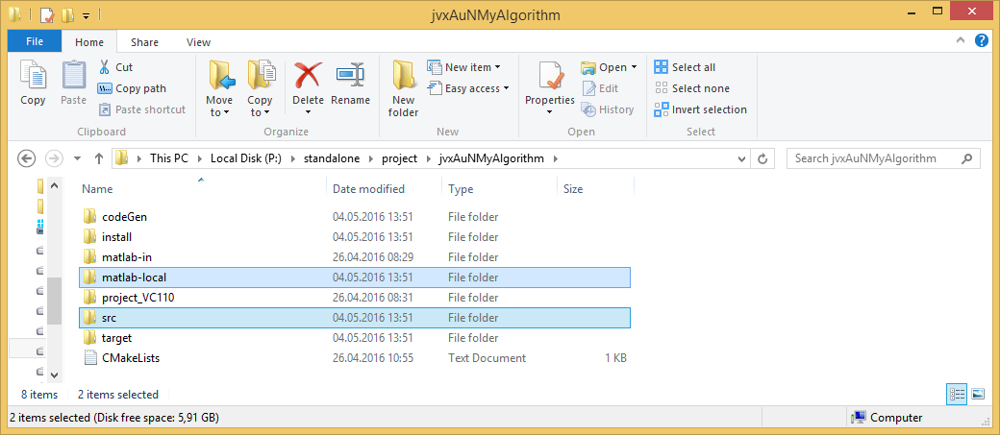 jvxAuNMyAlgorithm
File Home Share View
Copy Paste Cut Copy path Paste shortcut Move to Copy to Delete Rename New folder New item Easy access Properties Open Edit History Select all Select none Invert selection
Clipboard Organize New Open Select
This PC Local Disk (P:) standalone project jvxAuNMyAlgorithm Search jvxAuNMyAlgorithm
Name Date modified Type Size
codeGen 04.05.2016 13:51 File folder
install 04.05.2016 13:51 File folder
matlab-in 26.04.2016 08:29 File folder
matlab-local 04.05.2016 13:51 File folder
project_VC110 26.04.2016 08:31 File folder
src 04.05.2016 13:51 File folder
target 04.05.2016 13:51 File folder
CMakeLists 26.04.2016 10:55 Text Document 1 KB
8 items 2 items selected
2 items selected (Disk free space: 5,91 GB) Computer